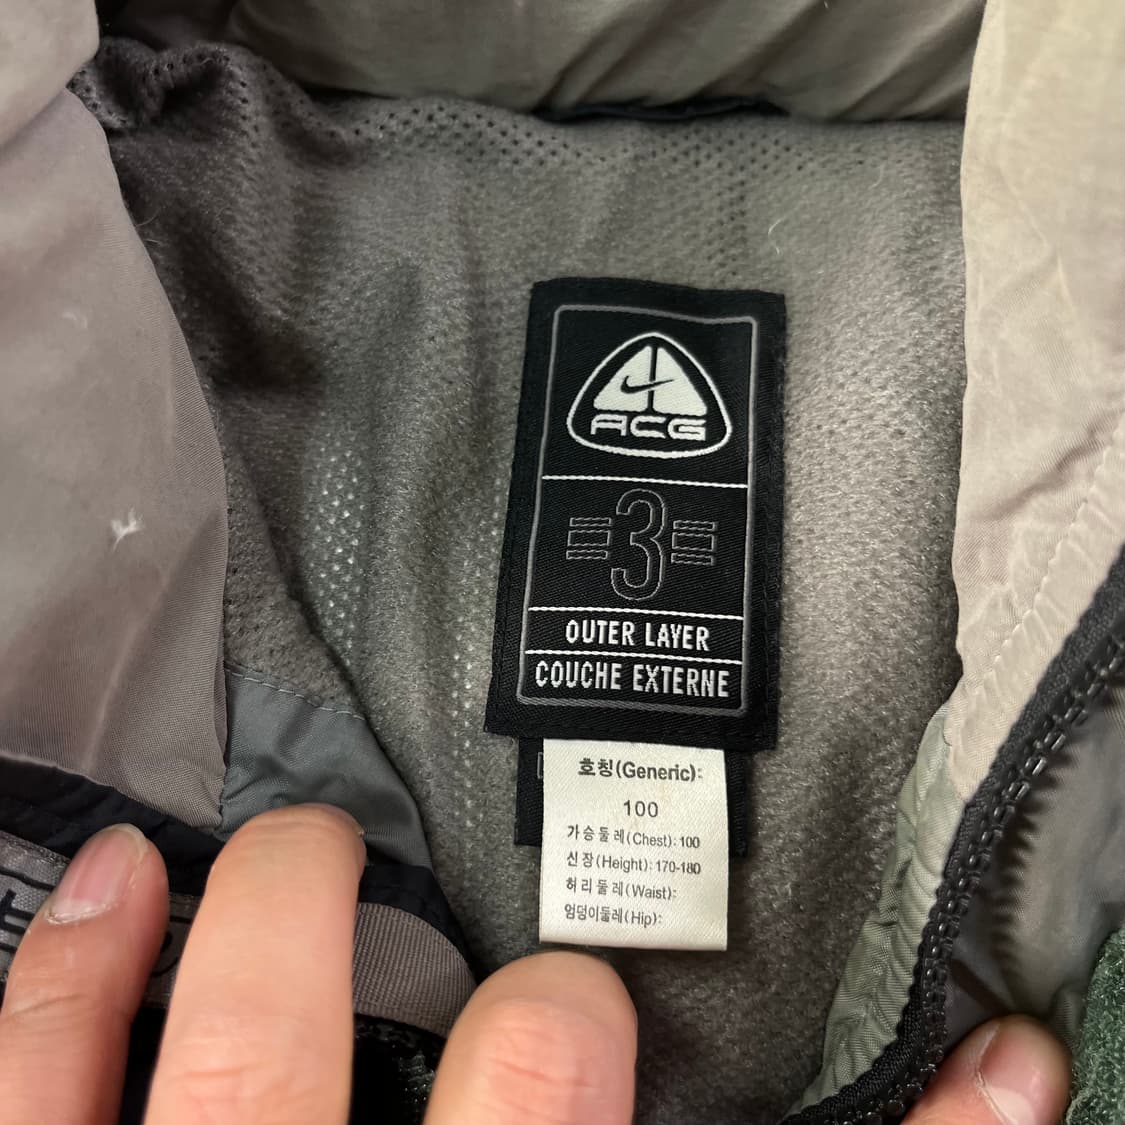 ACG
3
OUTER LAYER
COUCHE EXTERNE
호칭(Generic):
100
가슴둘레(Chest):100
신장(Height):170-180
허리둘레(Waist):
엉덩이둘레(Hip):